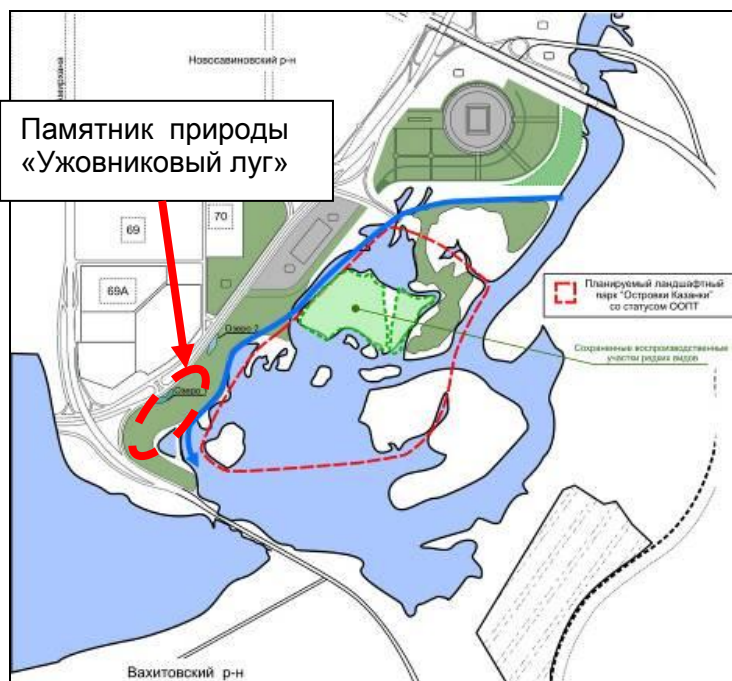 Новосавиновский р-н
Памятник природы
«Ужовниковый луг»
69
70
69А
Планируемый ландшафтный
парк "Островки Казанки"
со статусом ООПТ
Сохраненные воспроизводственные
участки редких видов
Озеро 2
Озеро
Вахитовский р-н